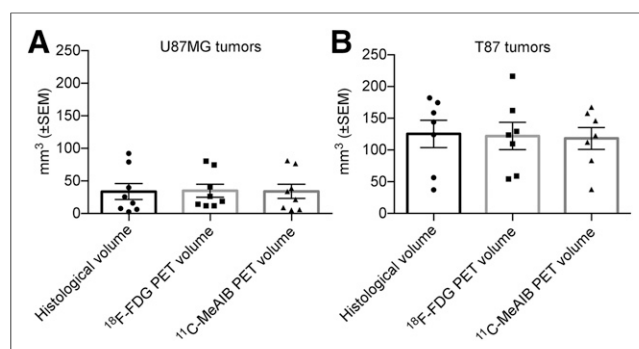 A
U87MG tumors
mm³ (±SEM)
250
200
150
100
50
0
Histological volume
¹⁸F-FDG PET volume
¹¹C-MeAIB PET volume
B
T87 tumors
mm³ (±SEM)
250
200
150
100
50
0
Histological volume
¹⁸F-FDG PET volume
¹¹C-MeAIB PET volume